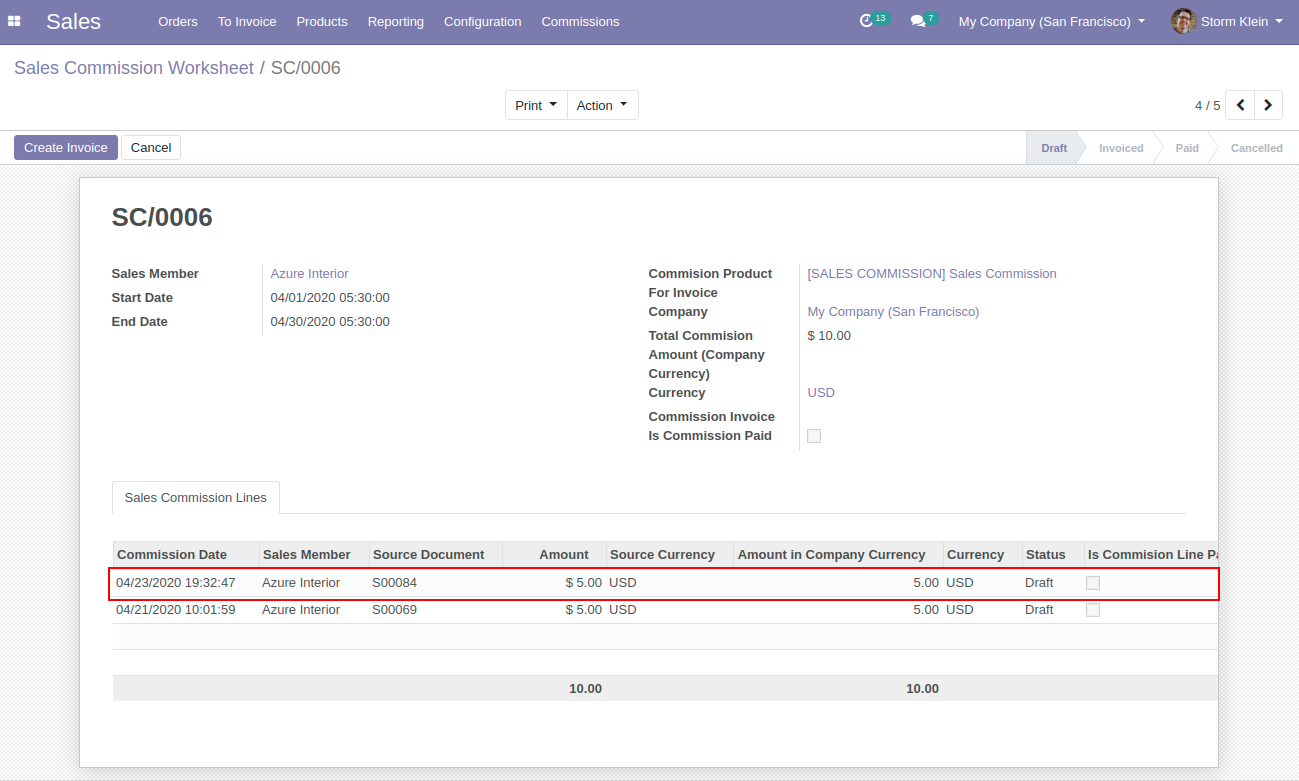 Sales Orders To Invoice Products Reporting Configuration Commissions 13 7 My Company (San Francisco) Storm Klein
Sales Commission Worksheet / SC/0006
Print Action 4 / 5
Create Invoice Cancel Draft Invoiced Paid Cancelled
SC/0006
Sales Member Azure Interior
Start Date 04/01/2020 05:30:00
End Date 04/30/2020 05:30:00
Commision Product [SALES COMMISSION] Sales Commission
For Invoice
Company My Company (San Francisco)
Total Commision $ 10.00
Amount (Company
Currency)
Currency USD
Commission Invoice
Is Commission Paid
Sales Commission Lines
Commission Date Sales Member Source Document Amount Source Currency Amount in Company Currency Currency Status Is Commision Line Pa
04/23/2020 19:32:47 Azure Interior S00084 $ 5.00 USD 5.00 USD Draft
04/21/2020 10:01:59 Azure Interior S00069 $ 5.00 USD 5.00 USD Draft
10.00 10.00